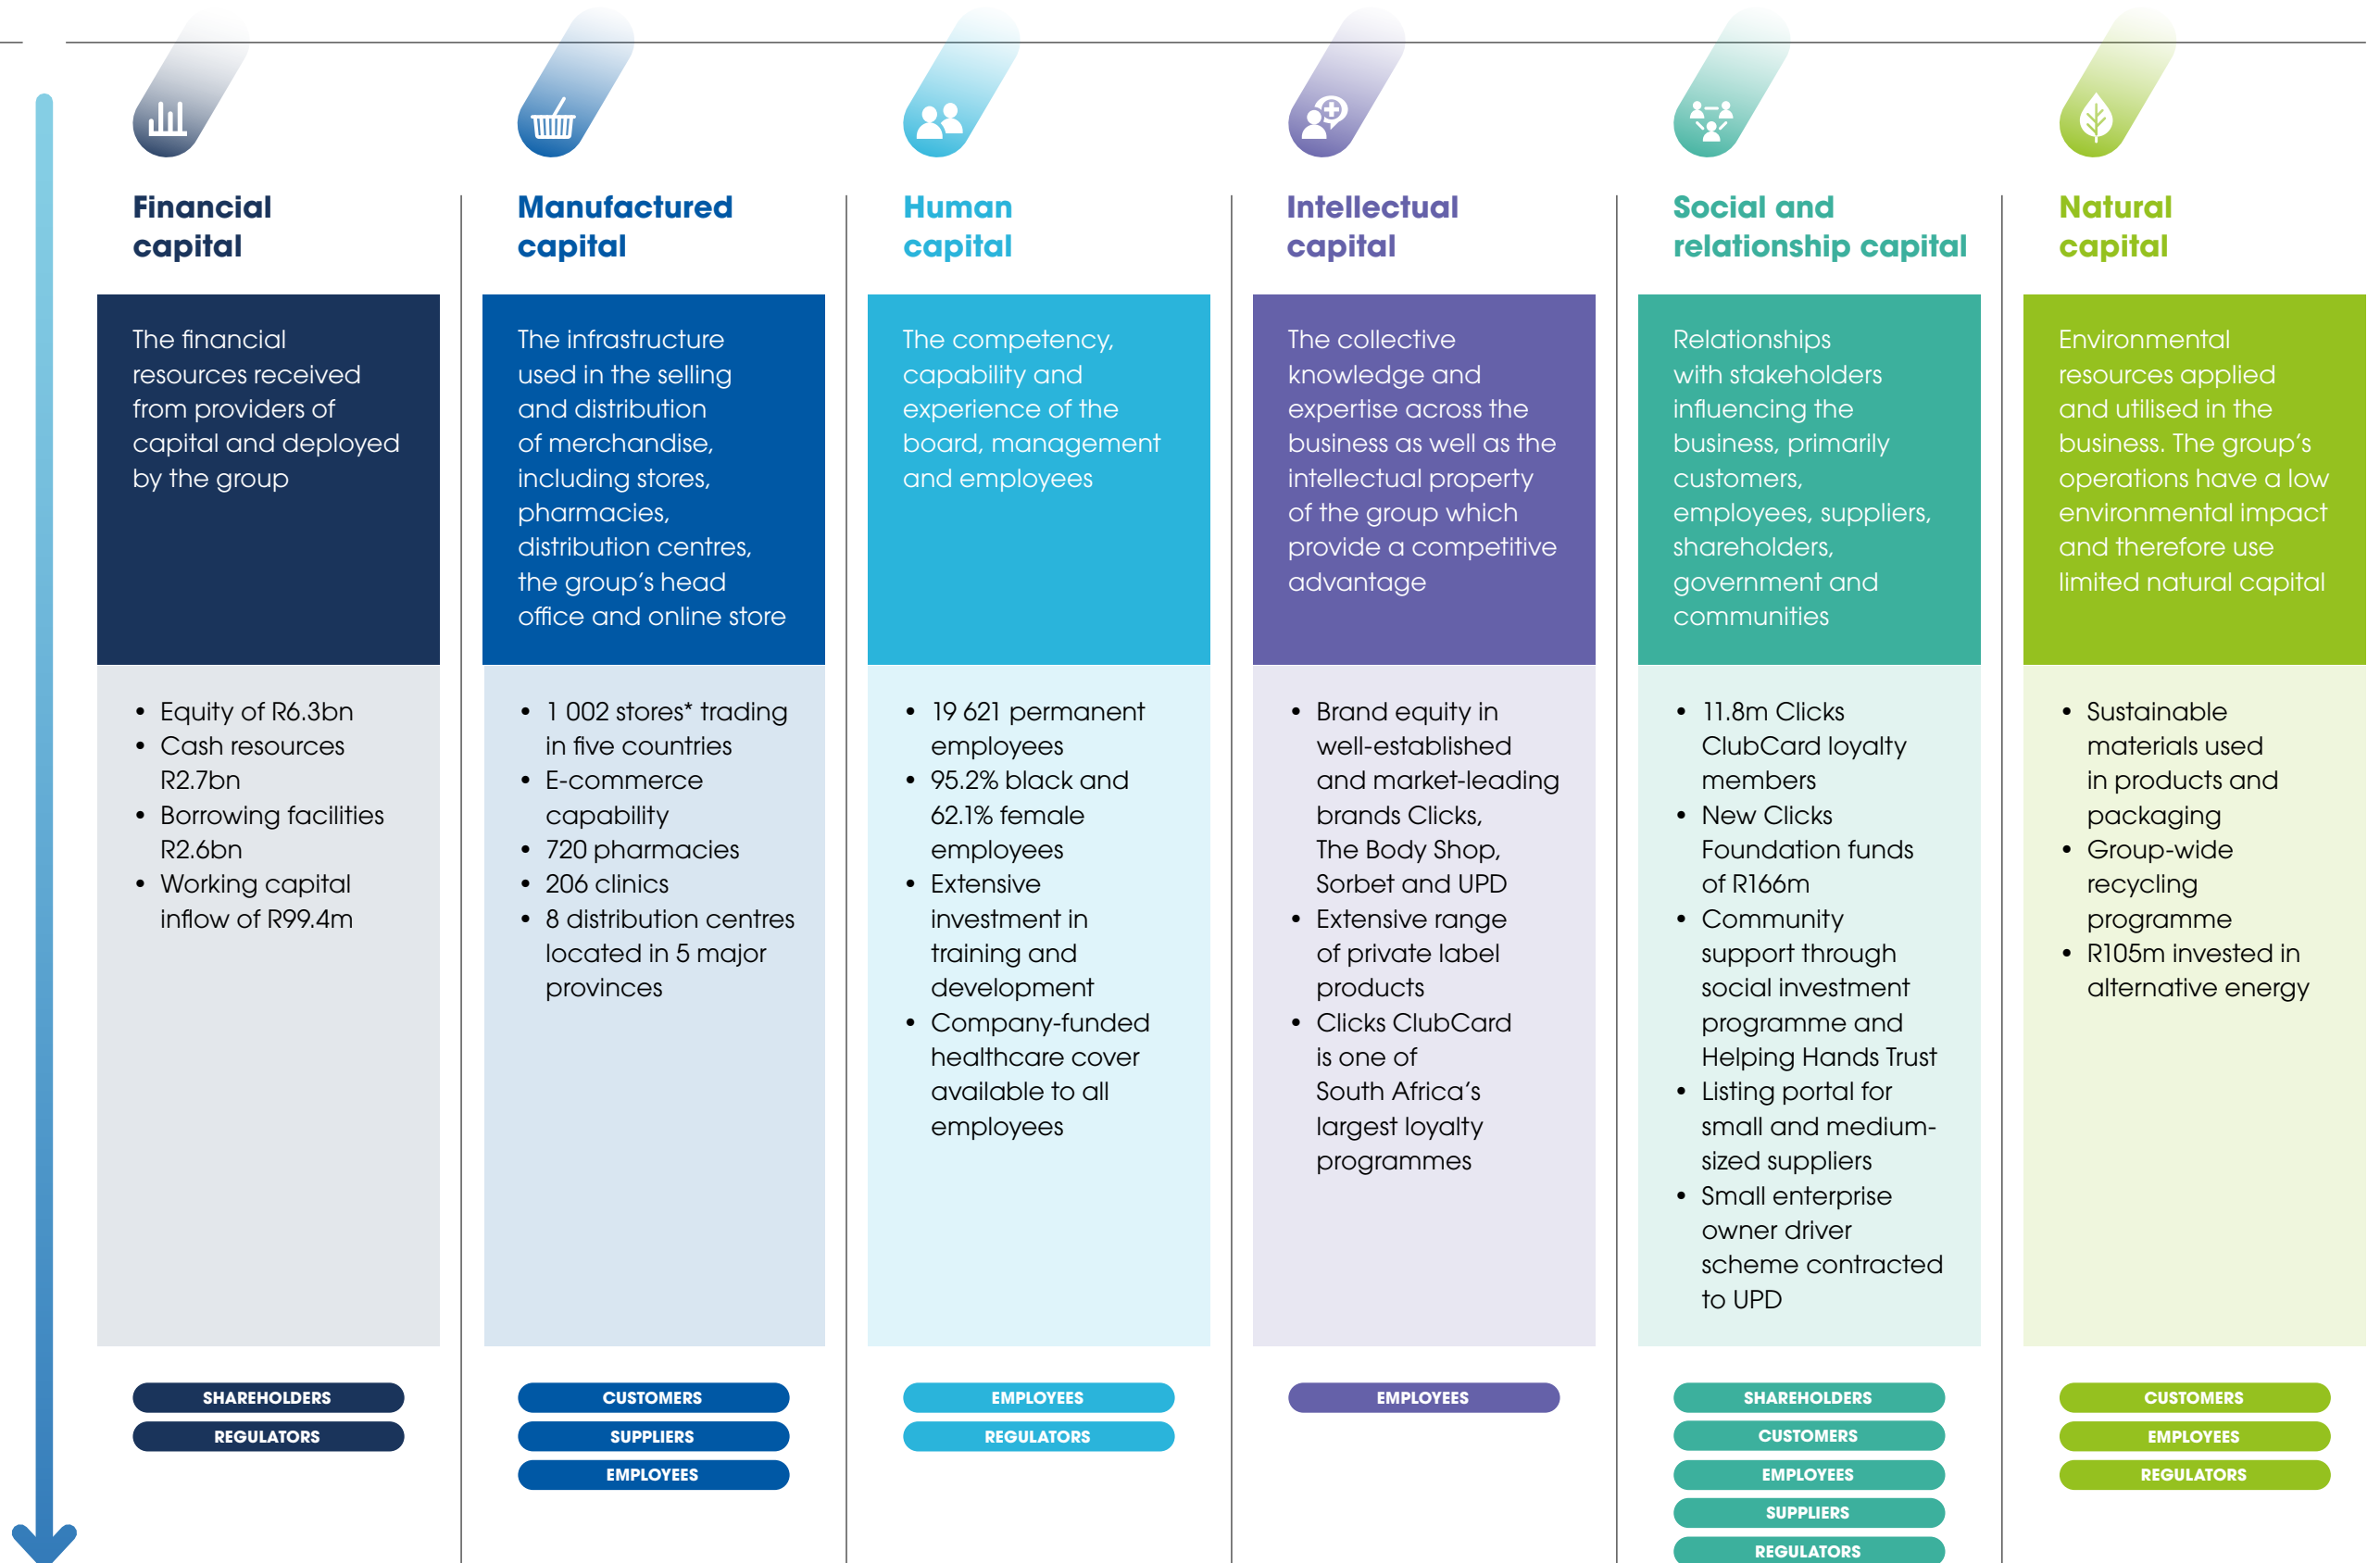 Financial
capital
The financial
resources received
from providers of
capital and deployed
by the group
• Equity of R6.3bn
• Cash resources
R2.7bn
• Borrowing facilities
R2.6bn
• Working capital
inflow of R99.4m
SHAREHOLDERS
REGULATORS
Manufactured
capital
The infrastructure
used in the selling
and distribution
of merchandise,
including stores,
pharmacies,
distribution centres,
the group’s head
office and online store
• 1 002 stores* trading
in five countries
• E-commerce
capability
• 720 pharmacies
• 206 clinics
• 8 distribution centres
located in 5 major
provinces
CUSTOMERS
SUPPLIERS
EMPLOYEES
Human
capital
The competency,
capability and
experience of the
board, management
and employees
• 19 621 permanent
employees
• 95.2% black and
62.1% female
employees
• Extensive
investment in
training and
development
• Company-funded
healthcare cover
available to all
employees
EMPLOYEES
REGULATORS
Intellectual
capital
The collective
knowledge and
expertise across the
business as well as the
intellectual property
of the group which
provide a competitive
advantage
• Brand equity in
well-established
and market-leading
brands Clicks,
The Body Shop,
Sorbet and UPD
• Extensive range
of private label
products
• Clicks ClubCard
is one of
South Africa’s
largest loyalty
programmes
EMPLOYEES
Social and
relationship capital
Relationships
with stakeholders
influencing the
business, primarily
customers,
employees, suppliers,
shareholders,
government and
communities
• 11.8m Clicks
ClubCard loyalty
members
• New Clicks
Foundation funds
of R166m
• Community
support through
social investment
programme and
Helping Hands Trust
• Listing portal for
small and medium-
sized suppliers
• Small enterprise
owner driver
scheme contracted
to UPD
SHAREHOLDERS
CUSTOMERS
EMPLOYEES
SUPPLIERS
REGULATORS
Natural
capital
Environmental
resources applied
and utilised in the
business. The group’s
operations have a low
environmental impact
and therefore use
limited natural capital
• Sustainable
materials used
in products and
packaging
• Group-wide
recycling
programme
• R105m invested in
alternative energy
CUSTOMERS
EMPLOYEES
REGULATORS